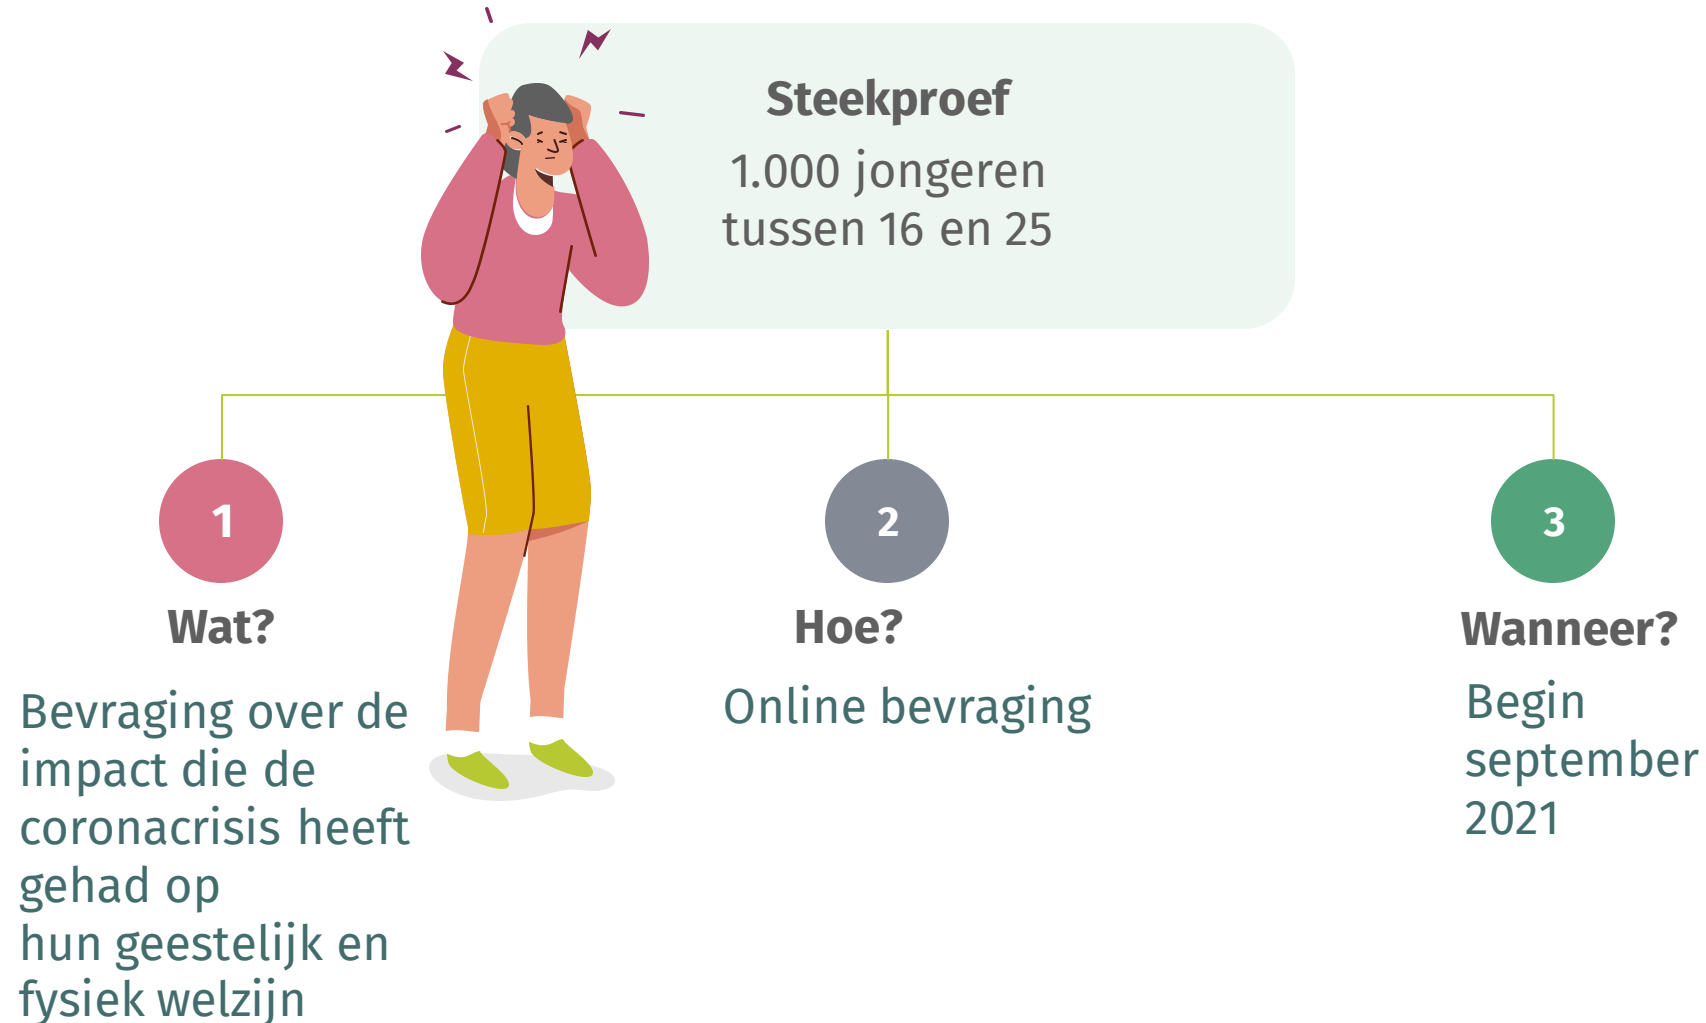 Steekproef
1.000 jongeren
tussen 16 en 25
1
Wat?
Bevraging over de
impact die de
coronacrisis heeft
gehad op
hun geestelijk en
fysiek welzijn
2
Hoe?
Online bevraging
3
Wanneer?
Begin
september
2021